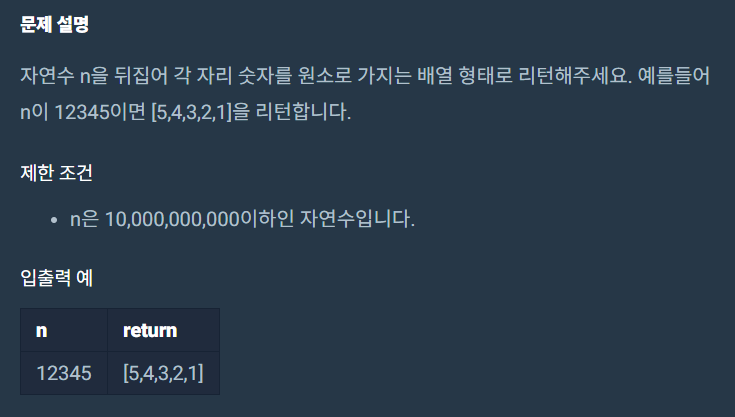 문제 설명
자연수 n을 뒤집어 각 자리 숫자를 원소로 가지는 배열 형태로 리턴해주세요. 예를들어
n이 12345이면 [5,4,3,2,1]을 리턴합니다.
제한 조건
• n은 10,000,000,000이하인 자연수입니다.
입출력 예
n return
12345 [5,4,3,2,1]